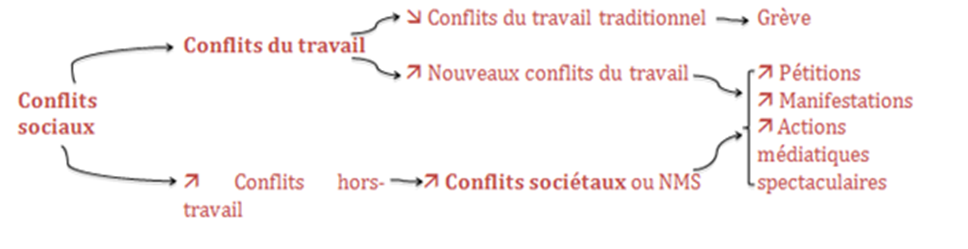 ↘ Conflits du travail traditionnel
Grève
Conflits du travail
↗ Nouveaux conflits du travail
↗ Pétitions
↗ Manifestations
↗ Actions
médiatiques
spectaculaires
Conflits
sociaux
↗ Conflits hors-
travail
↗ Conflits sociétaux ou NMS